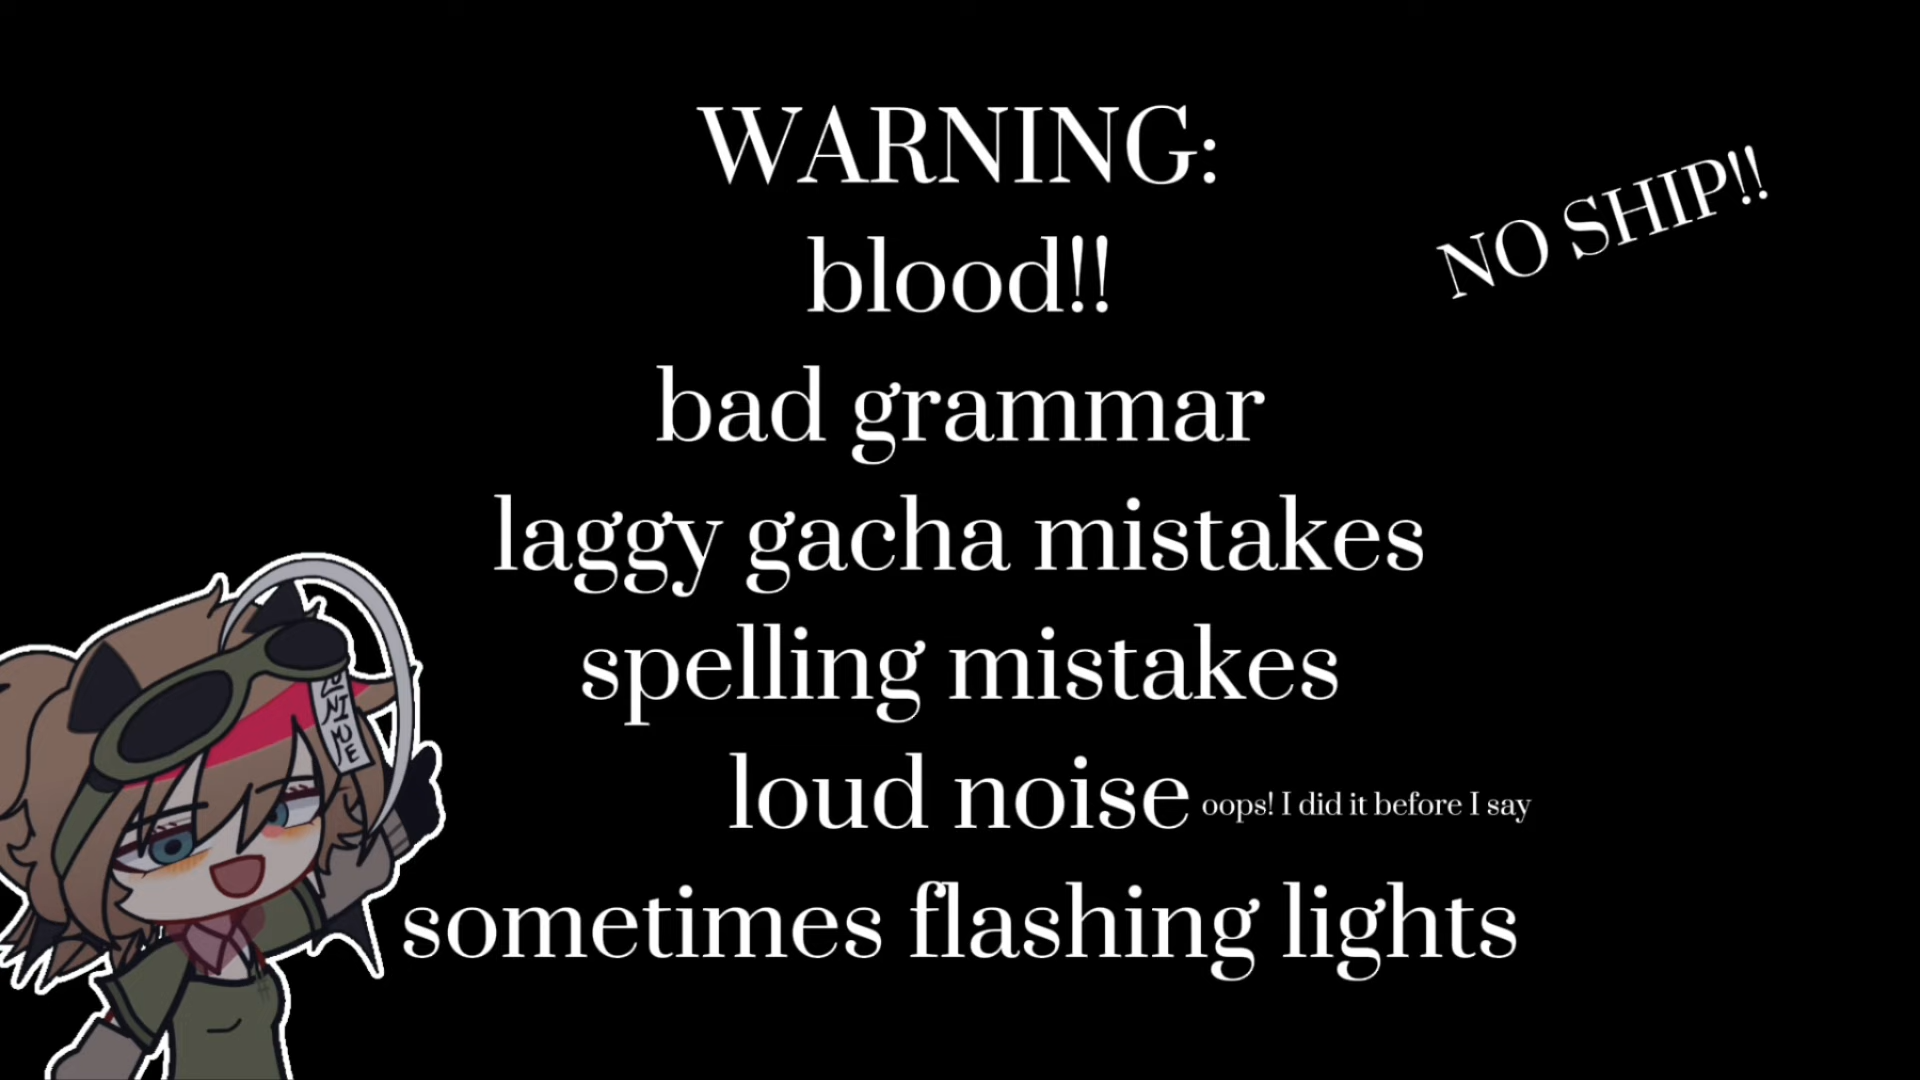 WARNING:
NO SHIP!!
blood!!
bad grammar
laggy gacha mistakes
spelling mistakes
loud noise oops! I did it before I say
sometimes flashing lights